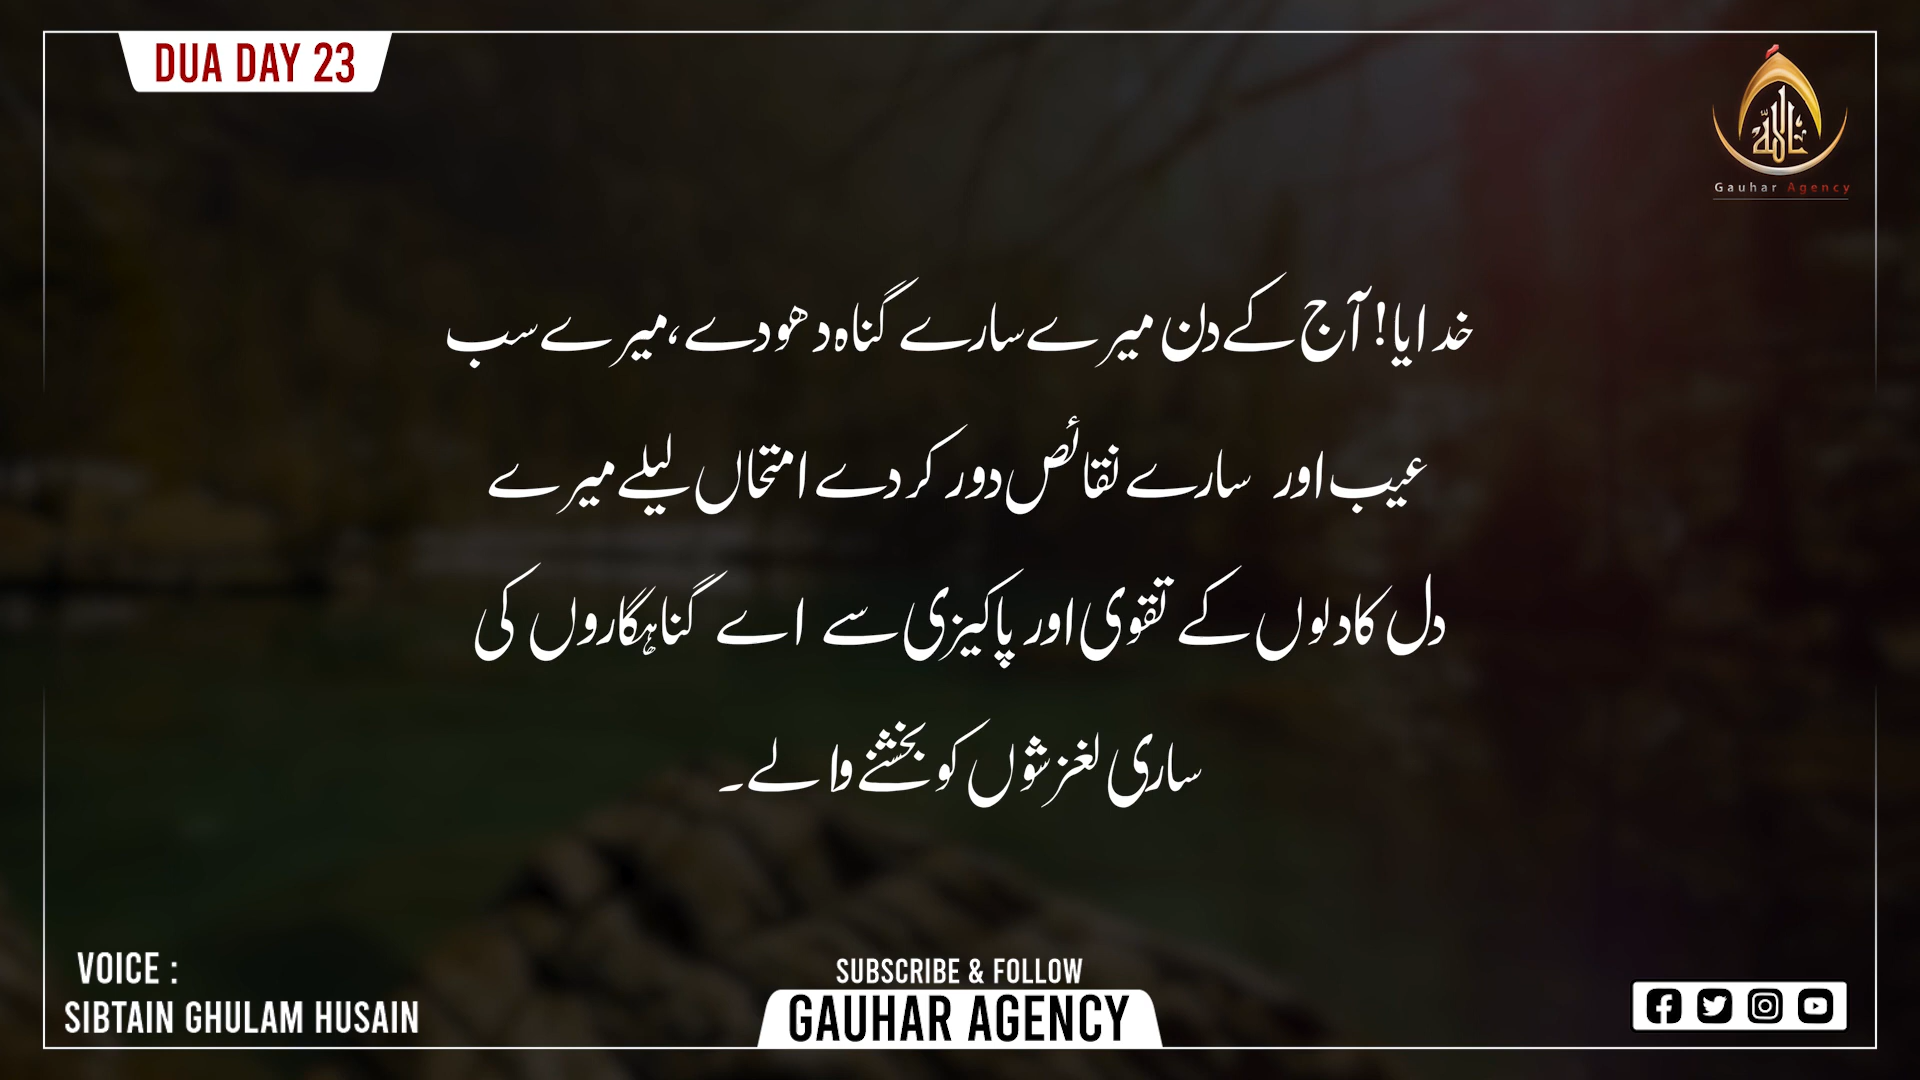 DUA DAY 23
Gauhar Agency
خدایا! آج کے دن میرے سارے گناہ دھو دے، میرے سب
عیب اور سارے نقائص دور کر دے امتحاں لیلے میرے
دل کا دلوں کے تقوی اور پاکیزی سے اے گناہگاروں کی
ساری لغزشوں کو بخشنے والے۔
VOICE :
SIBTAIN GHULAM HUSAIN
SUBSCRIBE & FOLLOW
GAUHAR AGENCY